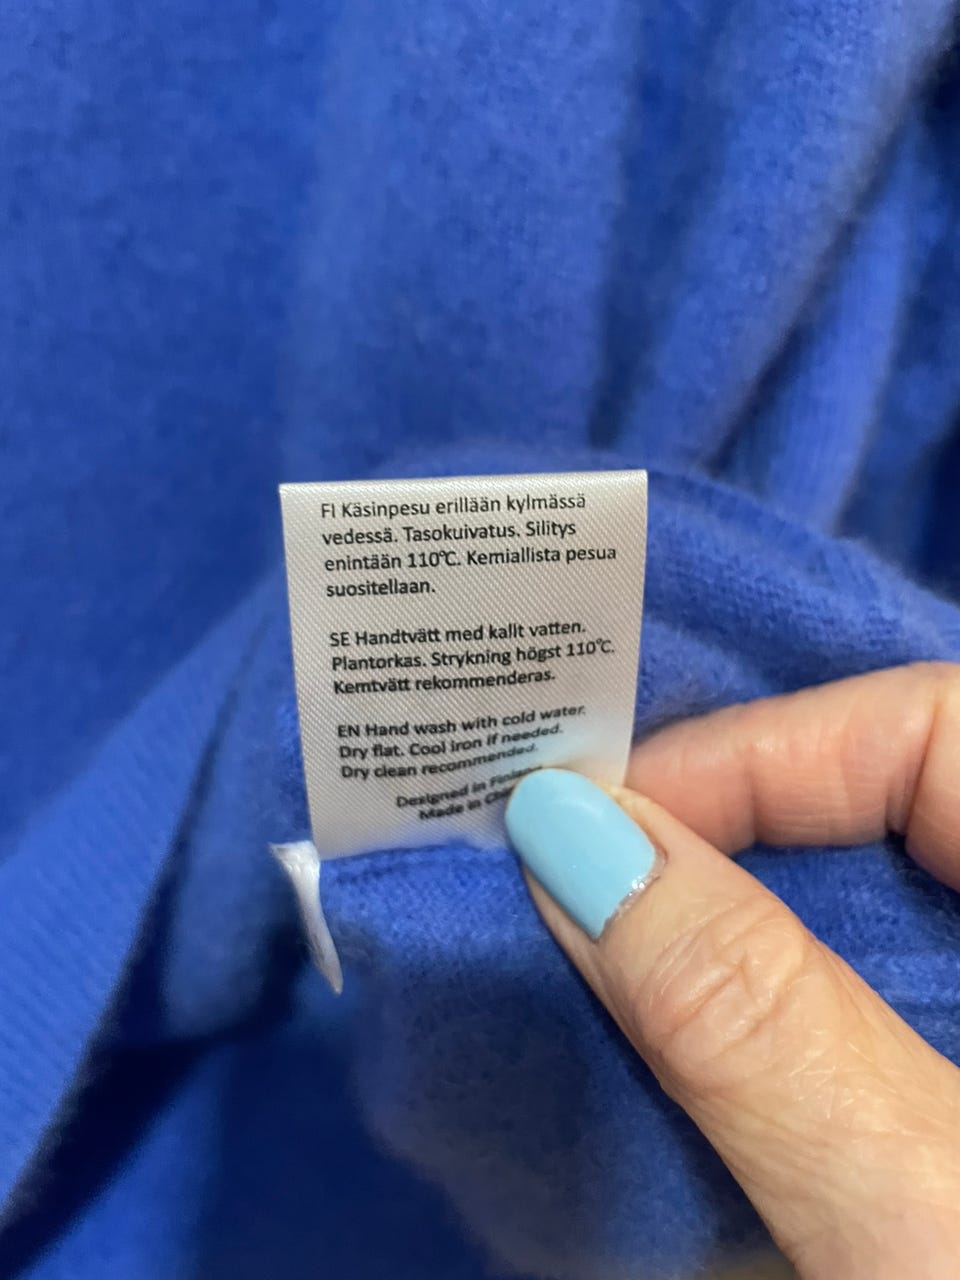 FI Käsinpesu erillään kylmässä
vedessä. Tasokuivatus. Silitys
enintään 110°C. Kemiallista pesua
suositellaan.
SE Handtvätt med kallt vatten.
Plantorkas. Strykning högst 110°C.
Kemtvätt rekommenderas.
EN Hand wash with cold water.
Dry flat. Cool iron if needed.
Dry clean recommended.
Designed in Finland
Made in